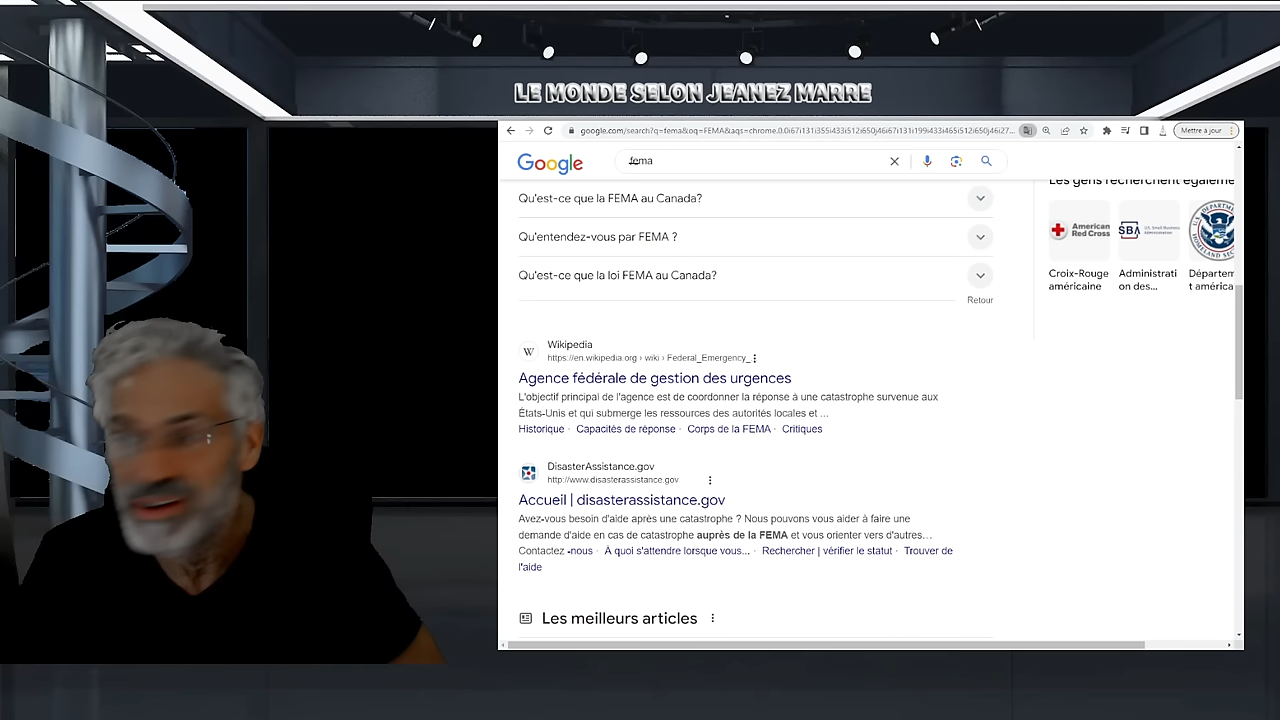 LE MONDE SELON JEANEZ MARRE
google.com/search?q=fema&oq=FEMA&aqs=chrome.0.0i67i131i355i433i512i650j46i67i131i199i433i465i512i650j46i27...
Mettre à jour
Google
fema
Qu'est-ce que la FEMA au Canada?
Qu'entendez-vous par FEMA ?
Qu'est-ce que la loi FEMA au Canada?
Retour
Wikipedia
https://en.wikipedia.org › wiki › Federal_Emergency_
Agence fédérale de gestion des urgences
L'objectif principal de l'agence est de coordonner la réponse à une catastrophe survenue aux
États-Unis et qui submerge les ressources des autorités locales et ...
Historique · Capacités de réponse · Corps de la FEMA · Critiques
DisasterAssistance.gov
http://www.disasterassistance.gov
Accueil | disasterassistance.gov
Avez-vous besoin d'aide après une catastrophe ? Nous pouvons vous aider à faire une
demande d'aide en cas de catastrophe auprès de la FEMA et vous orienter vers d'autres...
Contactez -nous · À quoi s'attendre lorsque vous... · Rechercher | vérifier le statut · Trouver de
l'aide
Les meilleurs articles
Les gens recherchent égaleme
American
Red Cross
SBA
Croix-Rouge
américaine
Administrati
on des...
Départem
t américa